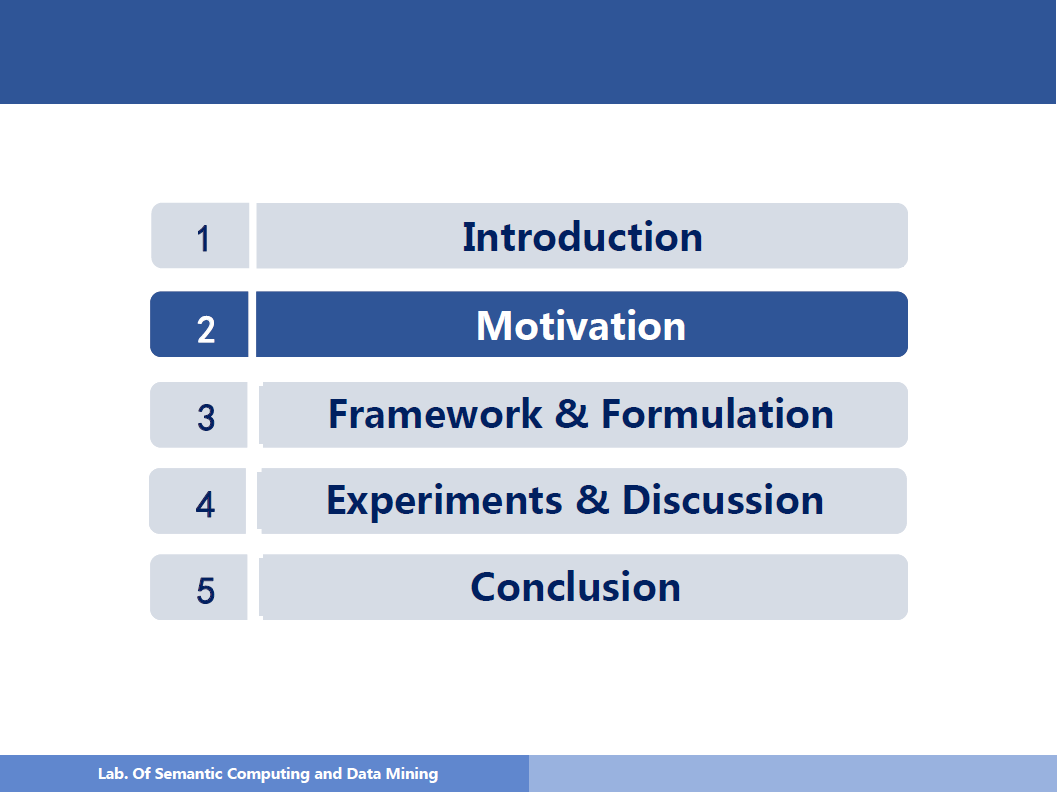 1 Introduction
2 Motivation
3 Framework & Formulation
4 Experiments & Discussion
5 Conclusion
Lab. Of Semantic Computing and Data Mining